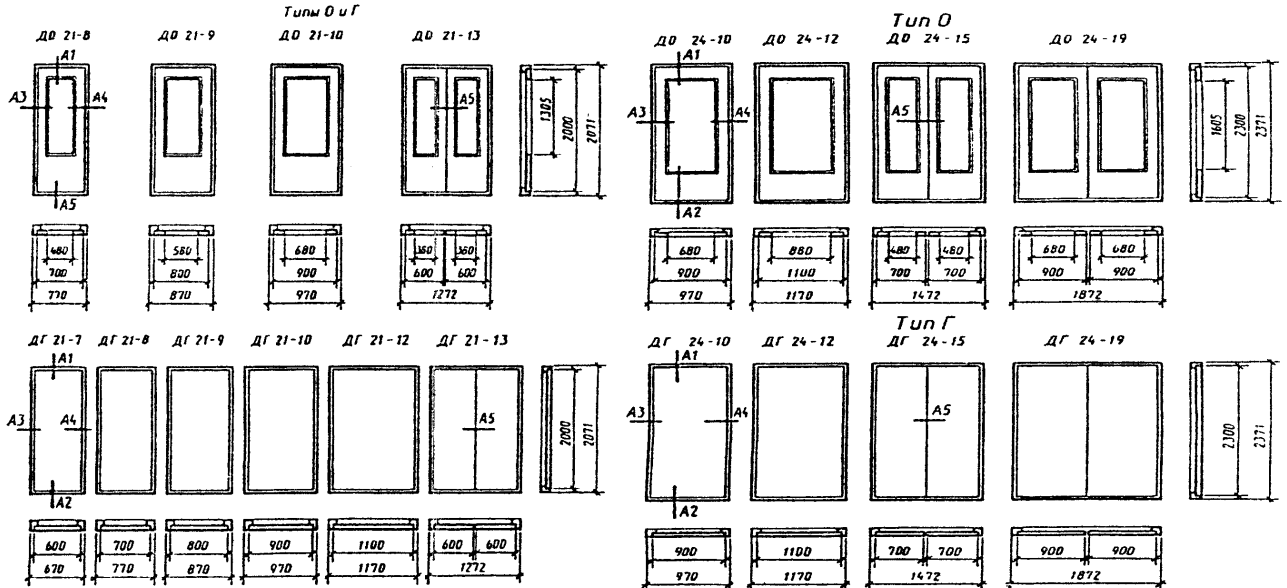 Типы О и Г
ДО 21-8 ДО 21-9 ДО 21-10 ДО 21-13
А1
А3 А4 А5
А5
1305 2000 2071
480 580 680 360 360
700 800 900 600 600
770 870 970 1272
ДГ 21-7 ДГ 21-8 ДГ 21-9 ДГ 21-10 ДГ 21-12 ДГ 21-13
А1
А3 А4 А5
А2
2000 2071
600 700 800 900 1100 600 600
670 770 870 970 1170 1272
Тип О
ДО 24-10 ДО 24-12 ДО 24-15 ДО 24-19
А1
А3 А4 А5
А2
1605 2300 2371
680 880 480 480 680 680
900 1100 700 700 900 900
970 1170 1472 1872
Тип Г
ДГ 24-10 ДГ 24-12 ДГ 24-15 ДГ 24-19
А1
А3 А4 А5
А2
2300 2371
900 1100 700 700 900 900
970 1170 1472 1872